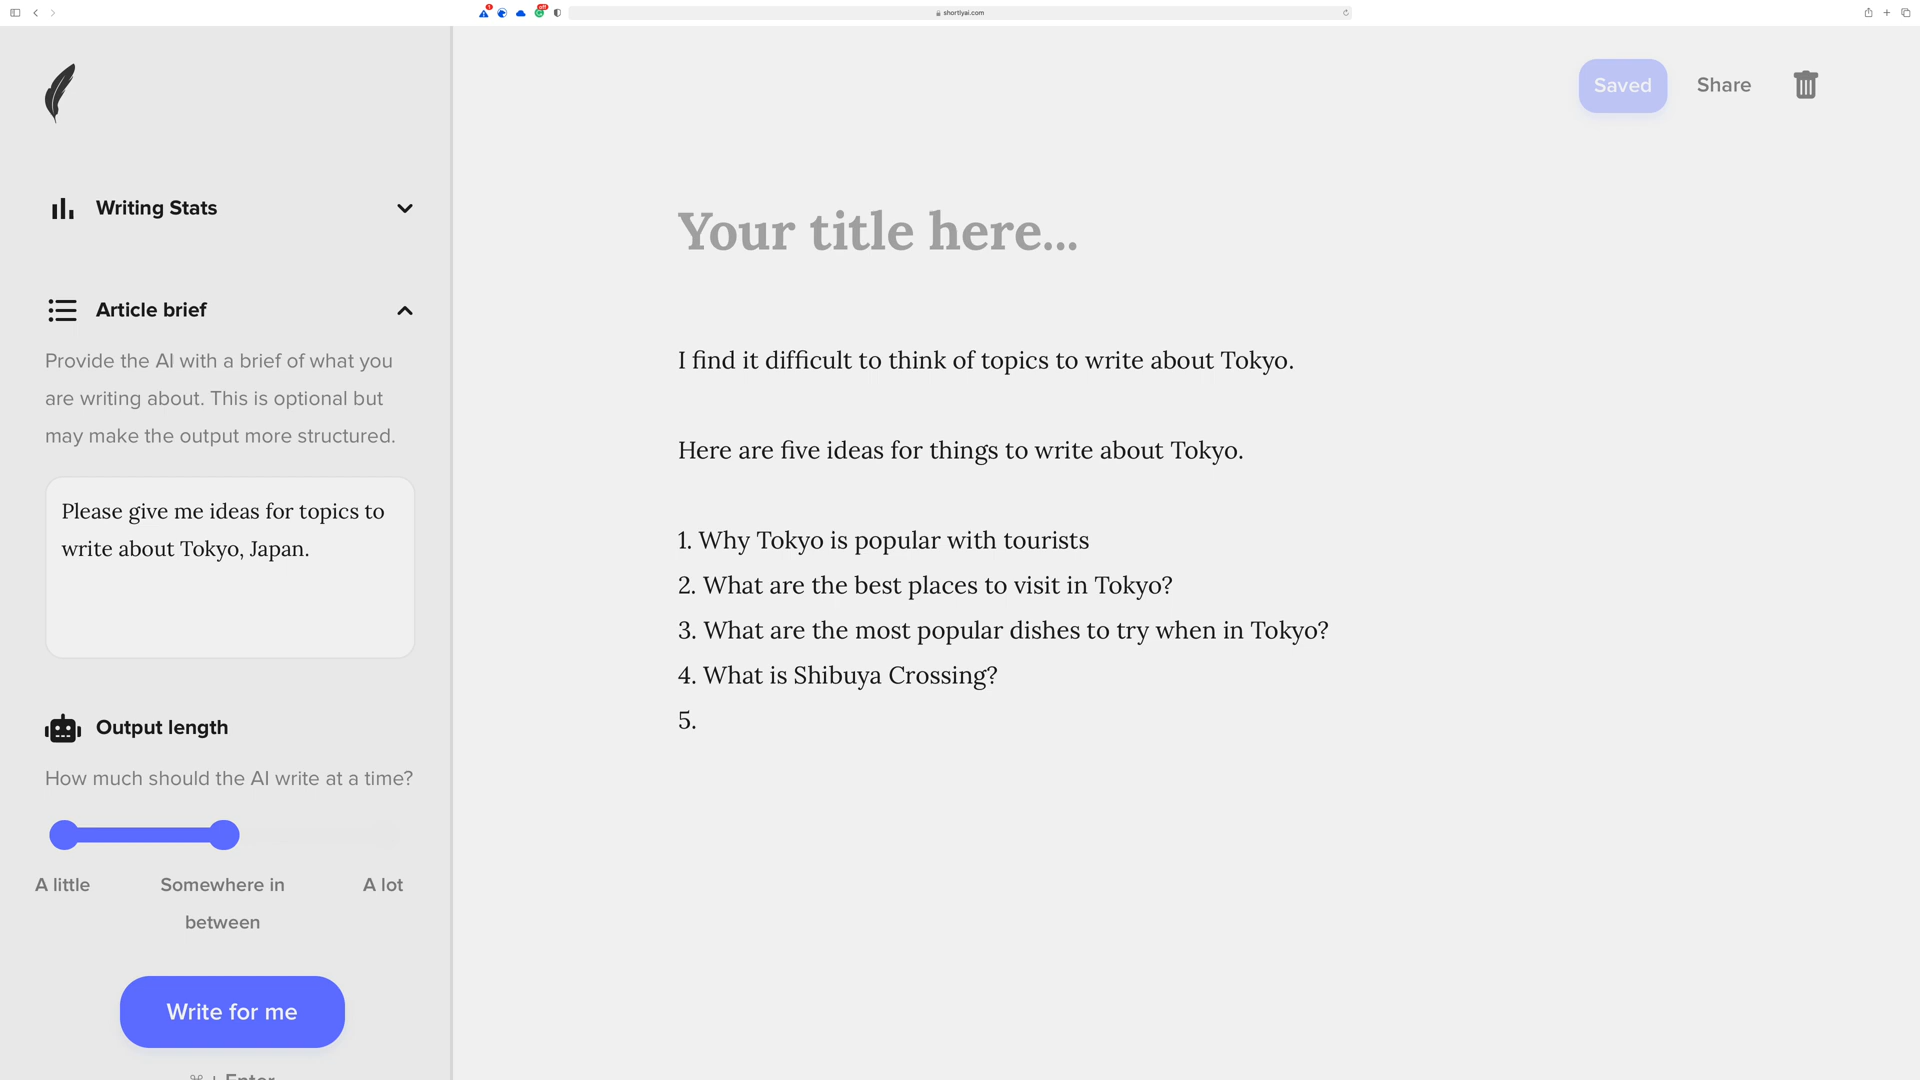 shortlyai.com
Saved
Share
Writing Stats
Article brief
Provide the AI with a brief of what you
are writing about. This is optional but
may make the output more structured.
Please give me ideas for topics to
write about Tokyo, Japan.
Output length
How much should the AI write at a time?
A little
Somewhere in
between
A lot
Write for me
⌘ + Enter
Your title here...
I find it difficult to think of topics to write about Tokyo.
Here are five ideas for things to write about Tokyo.
1. Why Tokyo is popular with tourists
2. What are the best places to visit in Tokyo?
3. What are the most popular dishes to try when in Tokyo?
4. What is Shibuya Crossing?
5.